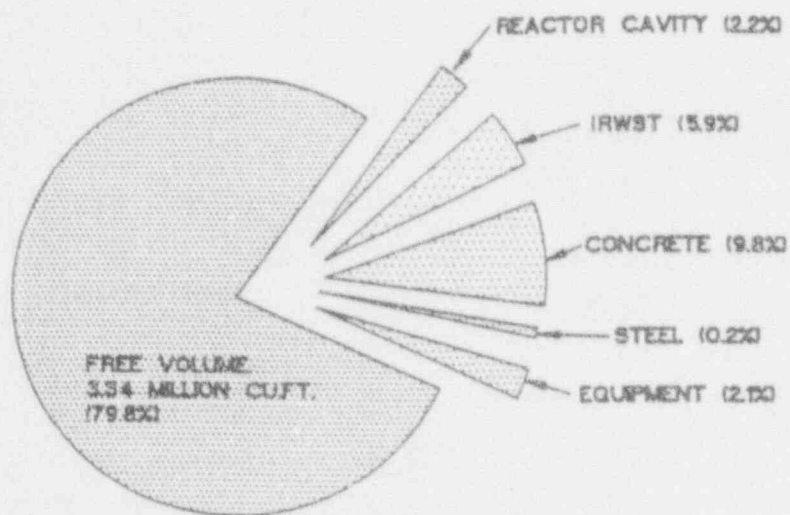 REACTOR CAVITY (2.2%)
IRWST (5.9%)
CONCRETE (9.8%)
STEEL (0.2%)
EQUIPMENT (2.1%)
FREE VOLUME
3.34 MILLION CU.FT.
(79.8%)